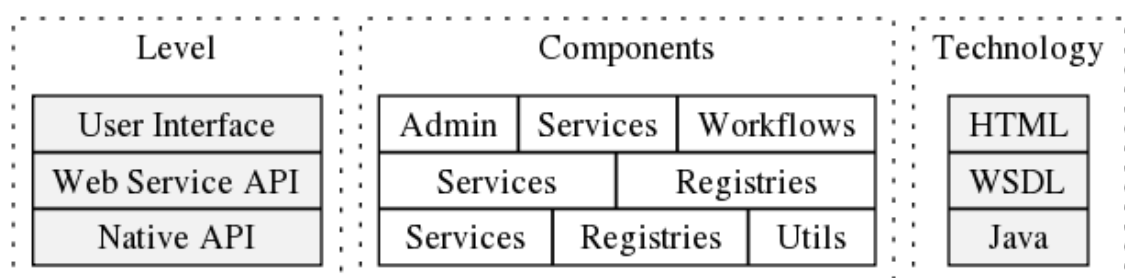 Level Components Technology
User Interface Admin Services Workflows HTML
Web Service API Services Registries WSDL
Native API Services Registries Utils Java